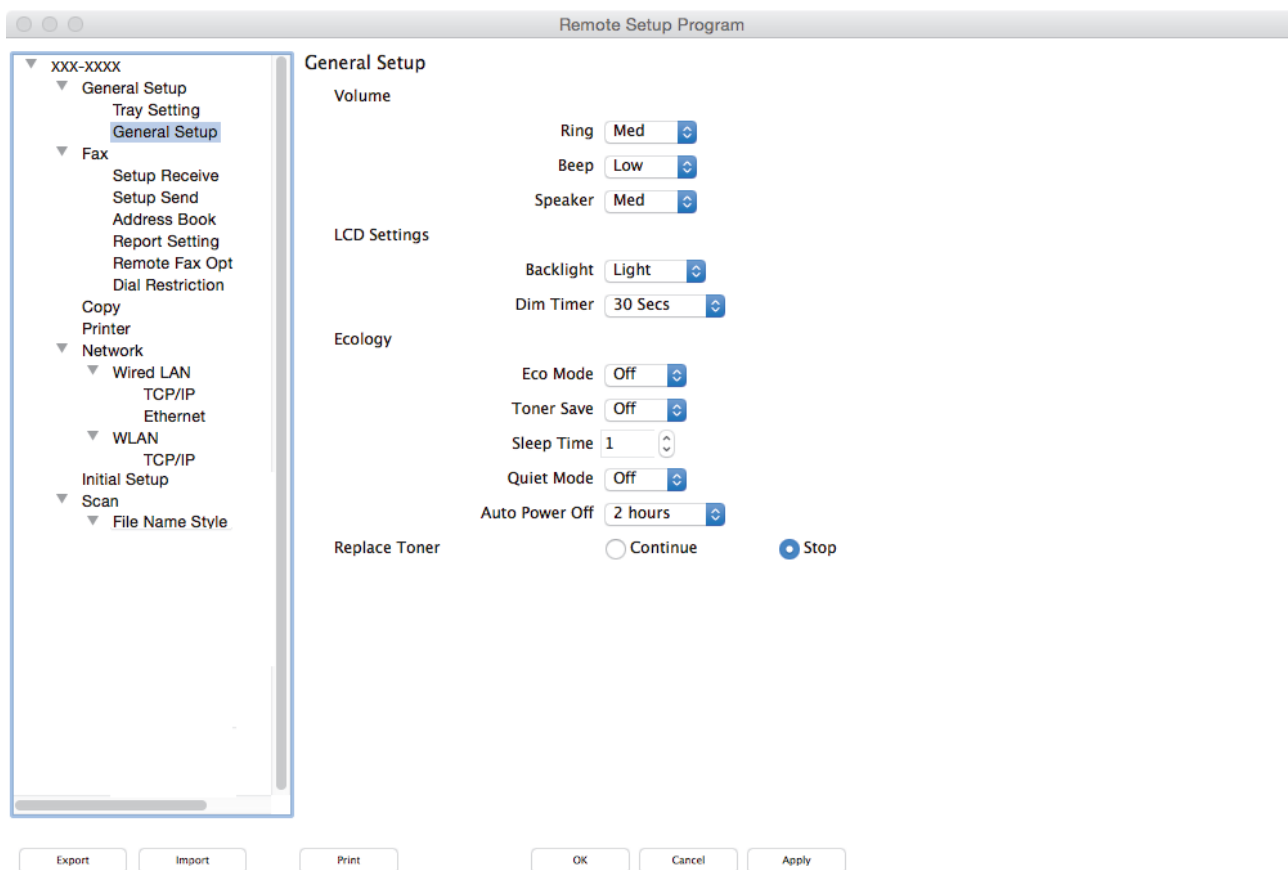 Remote Setup Program
XXX-XXXX
General Setup
Tray Setting
General Setup
Fax
Setup Receive
Setup Send
Address Book
Report Setting
Remote Fax Opt
Dial Restriction
Copy
Printer
Network
Wired LAN
TCP/IP
Ethernet
WLAN
TCP/IP
Initial Setup
Scan
File Name Style
General Setup
Volume
Ring Med
Beep Low
Speaker Med
LCD Settings
Backlight Light
Dim Timer 30 Secs
Ecology
Eco Mode Off
Toner Save Off
Sleep Time 1
Quiet Mode Off
Auto Power Off 2 hours
Replace Toner Continue Stop
Export Import Print OK Cancel Apply